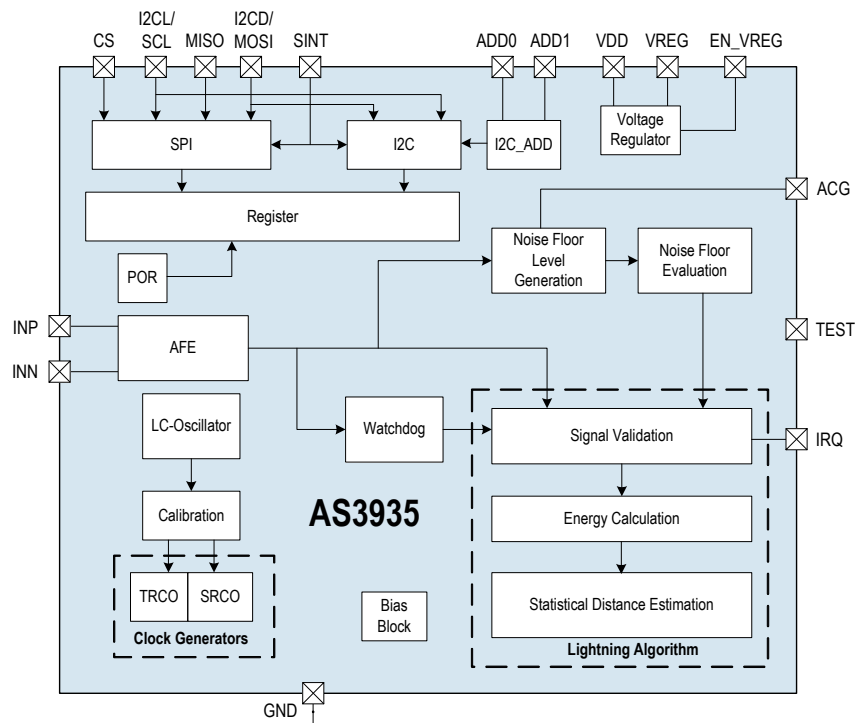 I2CL/
I2CD/
CS
SCL
MISO
MOSI
SINT
ADD0
ADD1
VDD
VREG
EN_VREG
SPI
I2C
I2C_ADD
Voltage
Regulator
ACG
Register
Noise Floor
Level
Generation
Noise Floor
Evaluation
POR
INP
AFE
TEST
INN
LC-Oscillator
Watchdog
Signal Validation
IRQ
Calibration
AS3935
Energy Calculation
TRCO
SRCO
Bias
Block
Statistical Distance Estimation
Clock Generators
Lightning Algorithm
GND